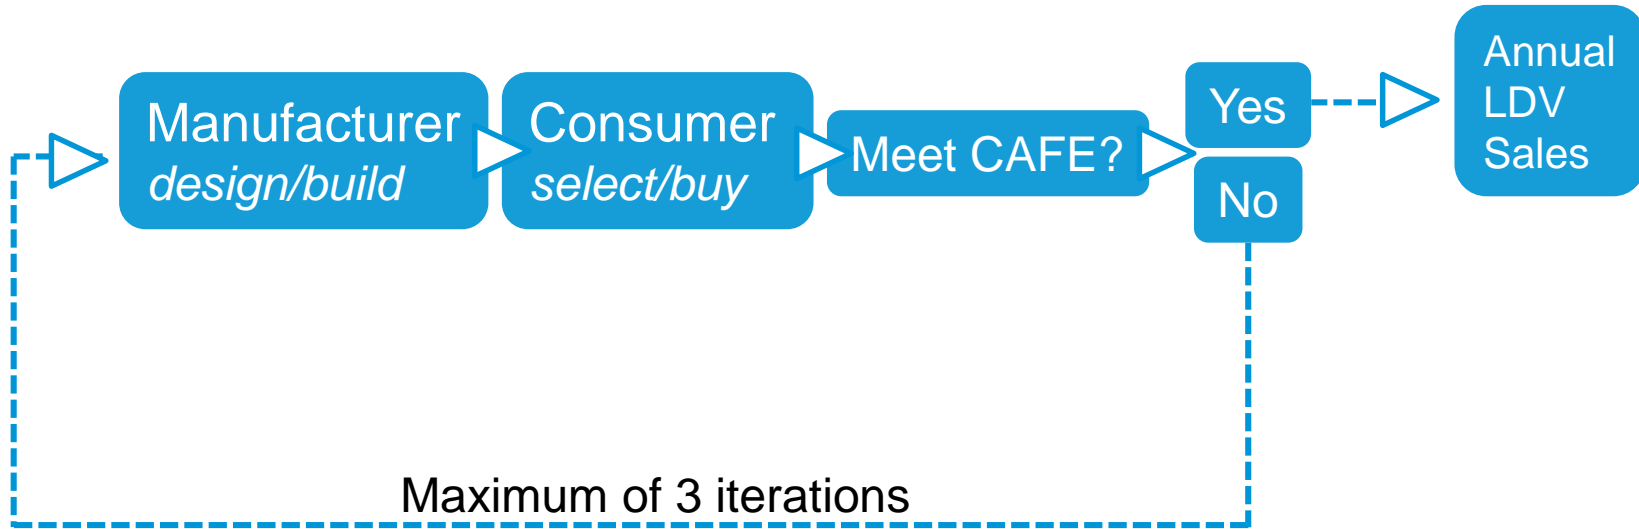 Manufacturer
design/build
Consumer
select/buy
Meet CAFE?
Yes
No
Annual
LDV
Sales
Maximum of 3 iterations